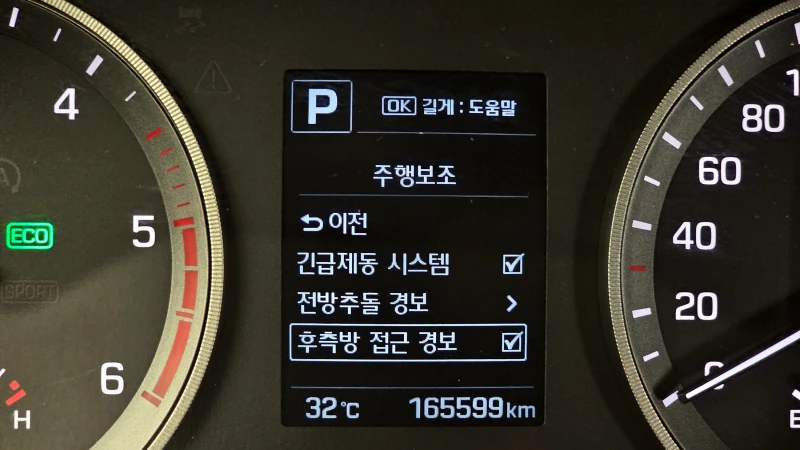 P
OK 길게 : 도움말
주행보조
이전
긴급제동 시스템
전방추돌 경보
후측방 접근 경보
32°C 165599km
4
5
6
H
ECO
SPORT
80
60
40
20
0